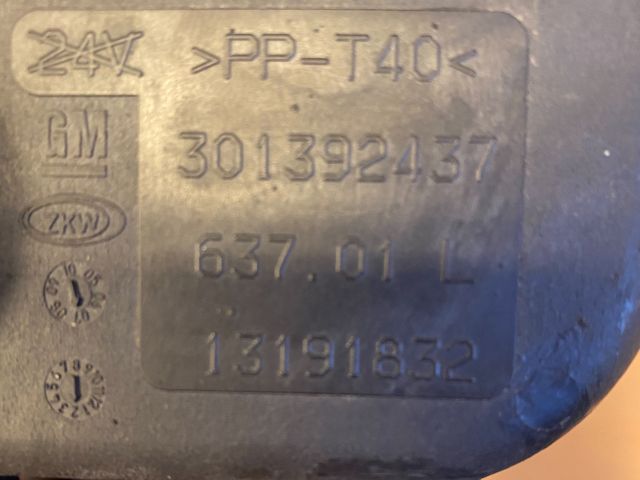 24V >PP-T40<
GM 301392437
ZKW 637.01 L
13191832